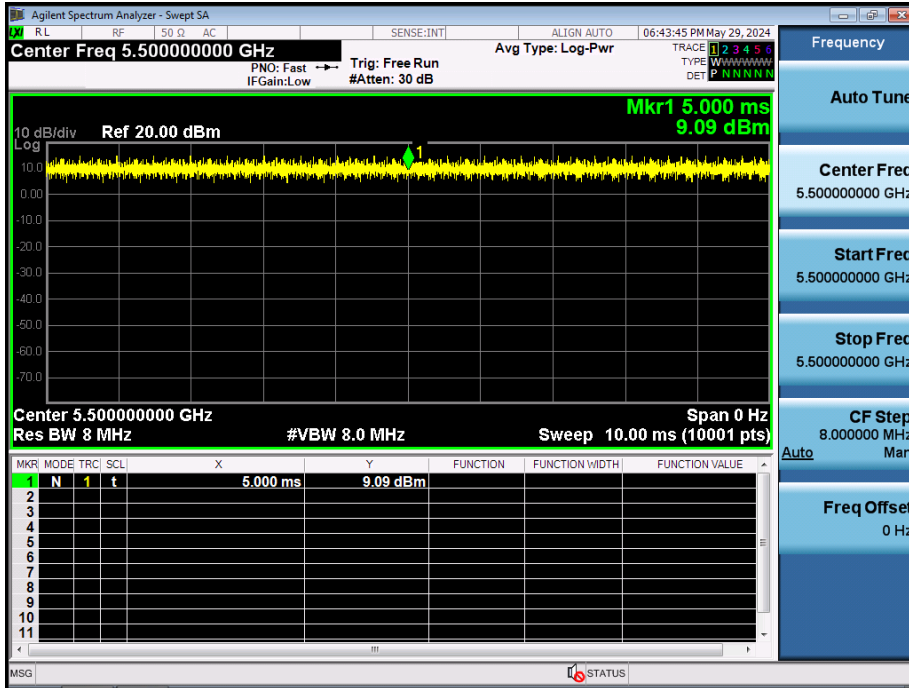 Agilent Spectrum Analyzer - Swept SA
LXI RL RF 50 Ω AC SENSE:INT ALIGN AUTO 06:43:45 PM May 29, 2024
Center Freq 5.500000000 GHz
PNO: Fast
IFGain:Low
Trig: Free Run
#Atten: 30 dB
Avg Type: Log-Pwr
TRACE 1 2 3 4 5 6
TYPE WWWWWW
DET P N N N N N
Mkr1 5.000 ms
9.09 dBm
10 dB/div Ref 20.00 dBm
Log
1
10.0
0.00
-10.0
-20.0
-30.0
-40.0
-50.0
-60.0
-70.0
Center 5.500000000 GHz Span 0 Hz
Res BW 8 MHz #VBW 8.0 MHz Sweep 10.00 ms (10001 pts)
MKR MODE TRC SCL X Y FUNCTION FUNCTION WIDTH FUNCTION VALUE
1 N 1 t 5.000 ms 9.09 dBm
2
3
4
5
6
7
8
9
10
11
MSG STATUS
Frequency
Auto Tune
Center Freq
5.500000000 GHz
Start Freq
5.500000000 GHz
Stop Freq
5.500000000 GHz
CF Step
8.000000 MHz
Auto Man
Freq Offset
0 Hz